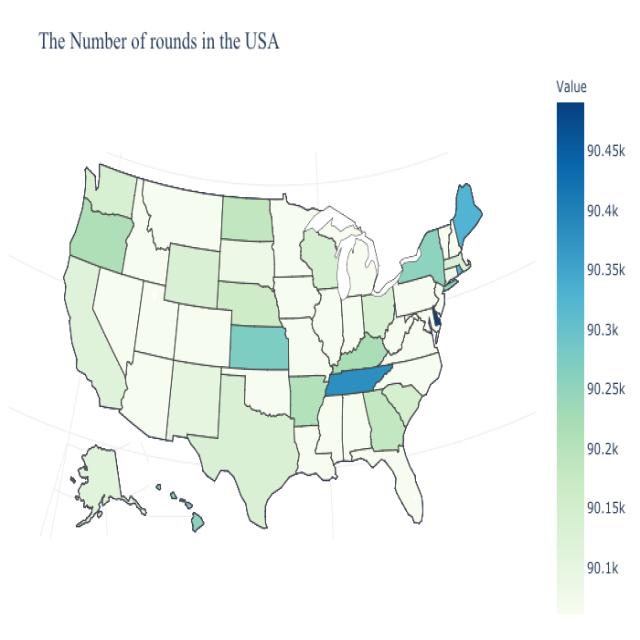 The Number of rounds in the USA
Value
90.45k
90.4k
90.35k
90.3k
90.25k
90.2k
90.15k
90.1k